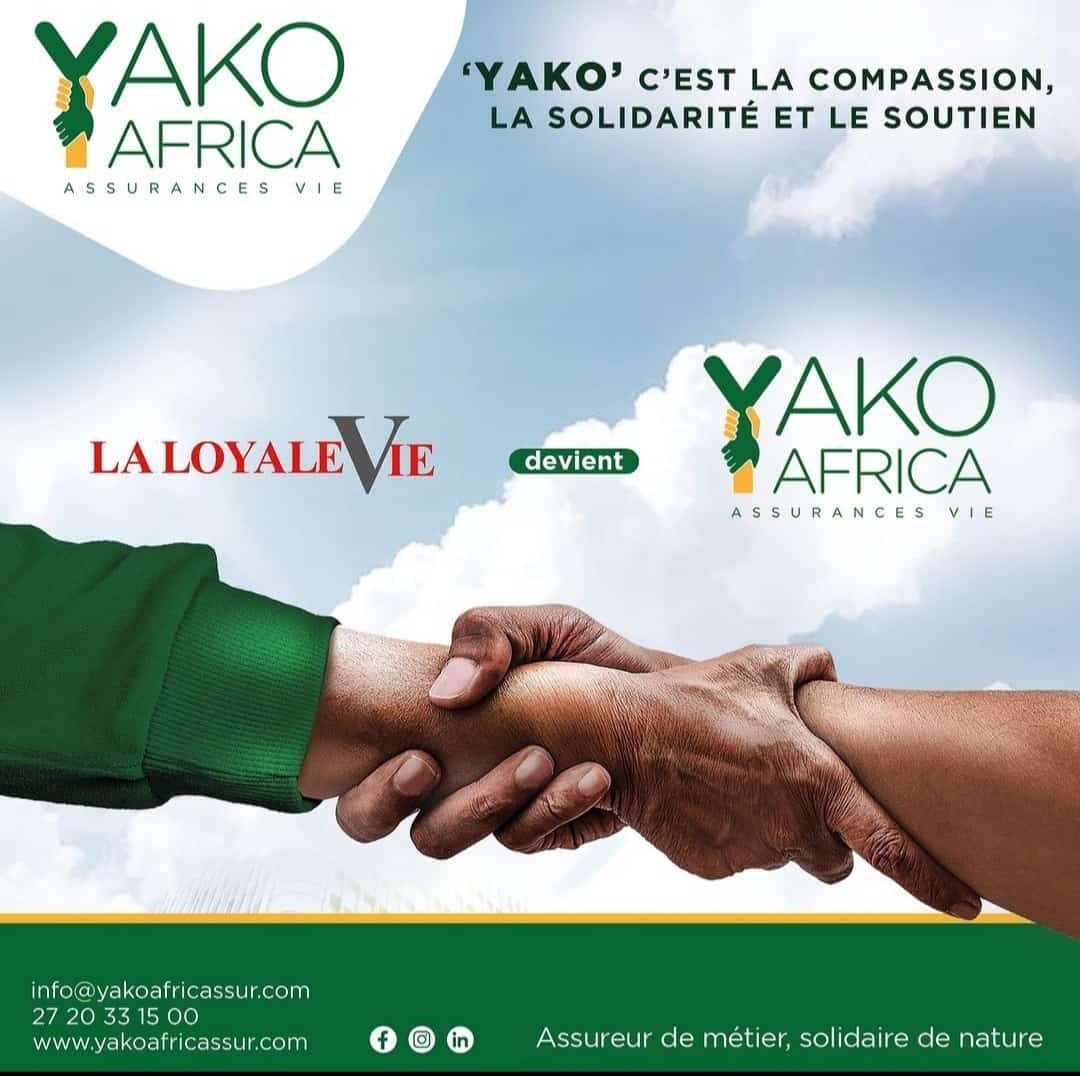 YAKO
AFRICA
ASSURANCES VIE
‘YAKO’ C’EST LA COMPASSION,
LA SOLIDARITÉ ET LE SOUTIEN
LA LOYALE VIE
devient
YAKO
AFRICA
ASSURANCES VIE
info@yakoafricassur.com
27 20 33 15 00
www.yakoafricassur.com
Assureur de métier, solidaire de nature